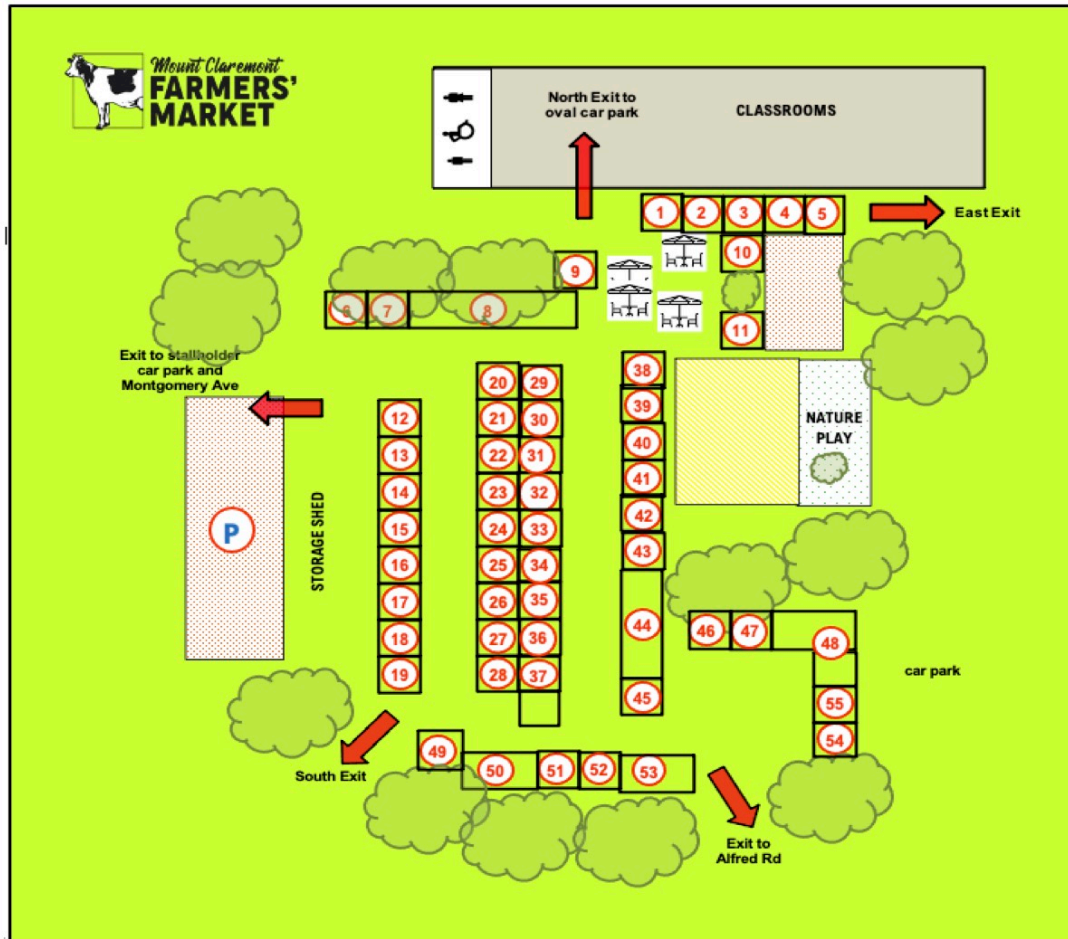 Mount Claremont
FARMERS'
MARKET
North Exit to
oval car park
CLASSROOMS
1 2 3 4 5
East Exit
10
9
6 7 8
11
Exit to stallholder
car park and
Montgomery Ave
20 29 38
12 21 30 39
NATURE
PLAY
13 22 31 40
14 23 32 41
P
STORAGE SHED
15 24 33 42
16 25 34 43
17 26 35
18 27 36 44
46 47 48
19 28 37 45
car park
55
54
South Exit
49 50 51 52 53
Exit to
Alfred Rd